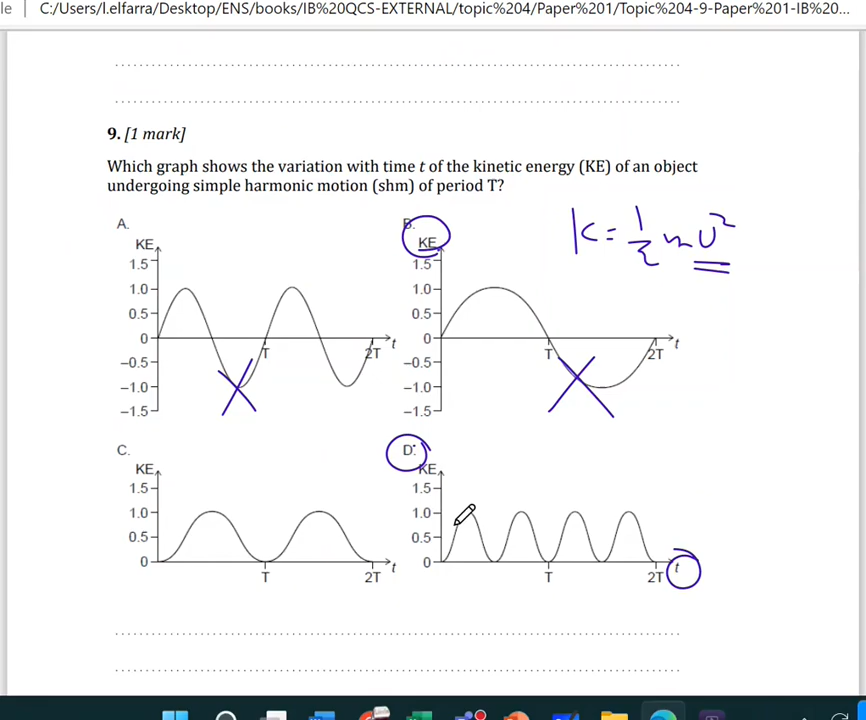 le | C:/Users/l.elfarra/Desktop/ENS/books/IB%20QCS-EXTERNAL/topic%204/Paper%201/Topic%204-9-Paper%201-IB%20...
9. [1 mark]
Which graph shows the variation with time t of the kinetic energy (KE) of an object
undergoing simple harmonic motion (shm) of period T?
K = 1/2 m v²
A.
KE
1.5
1.0
0.5
0
−0.5
−1.0
−1.5
T
2T
t
B.
KE
1.5
1.0
0.5
0
−0.5
−1.0
−1.5
T
2T
t
C.
KE
1.5
1.0
0.5
0
T
2T
t
D.
KE
1.5
1.0
0.5
0
T
2T
t